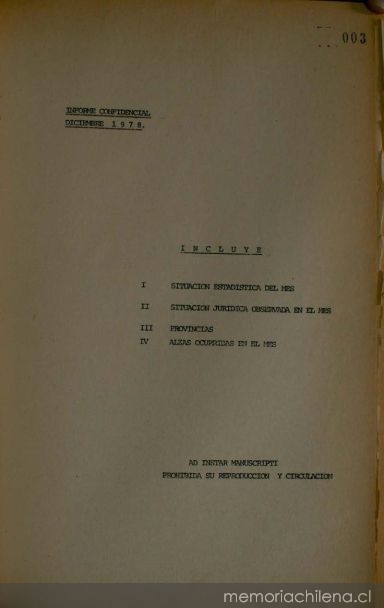 003
INFORME CONFIDENCIAL
DICIEMBRE 1 9 7 8.
I N C L U Y E
I SITUACION ESTADISTICA DEL MES
II SITUACION JURIDICA OBSERVADA EN EL MES
III PROVINCIAS
IV ALZAS OCURRIDAS EN EL MES
AD INSTAR MANUSCRIPTI
PROHIBIDA SU REPRODUCCION Y CIRCULACION
memoriachilena.cl